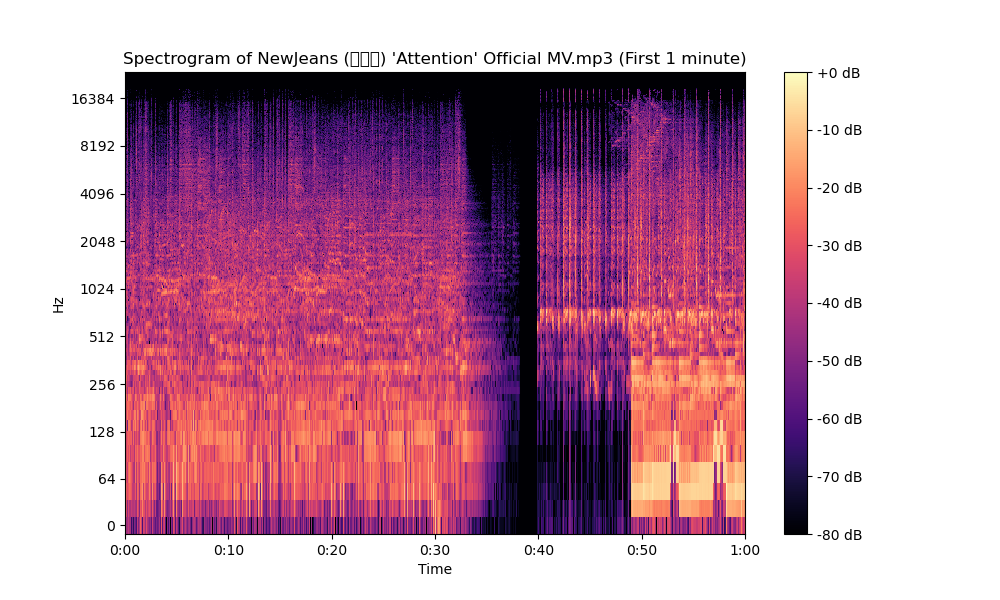 Spectrogram of NewJeans (▯▯▯) 'Attention' Official MV.mp3 (First 1 minute)
Hz
16384
8192
4096
2048
1024
512
256
128
64
0
0:00 0:10 0:20 0:30 0:40 0:50 1:00
Time
+0 dB
-10 dB
-20 dB
-30 dB
-40 dB
-50 dB
-60 dB
-70 dB
-80 dB